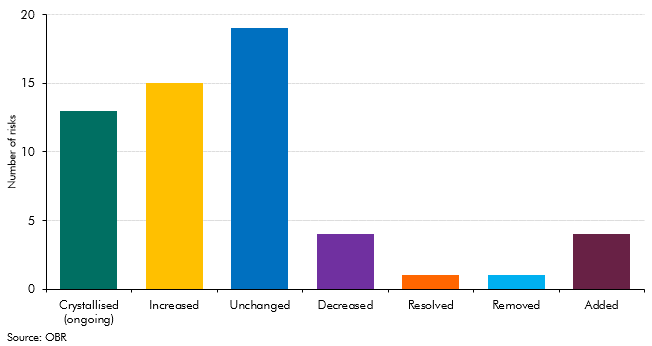 20
15
10
5
0
Number of risks
Crystallised
(ongoing)
Increased
Unchanged
Decreased
Resolved
Removed
Added
Source: OBR